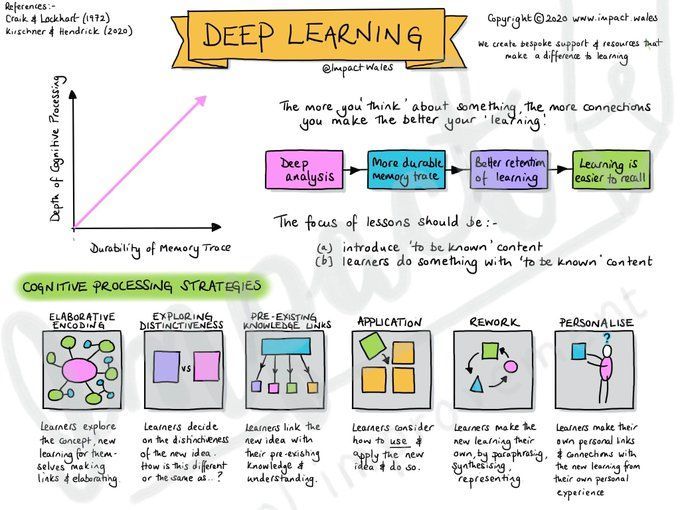 References:-
Craik & Lockhart (1972)
Kirschner & Hendrick (2020)
DEEP LEARNING
@ImpactWales
Copyright © 2020 www.impact.wales
We create bespoke support & resources that
make a difference to learning
Depth of Cognitive Processing
Durability of Memory Trace
The more you 'think' about something, the more connections
you make the better your 'learning'.
Deep
analysis
More durable
memory trace
Better retention
of learning
Learning is
easier to recall
The focus of lessons should be :-
(a) introduce 'to be known' content
(b) learners do something with 'to be known' content
COGNITIVE PROCESSING STRATEGIES
ELABORATIVE
ENCODING
Learners explore
the concept, new
learning for them-
selves making
links & elaborating.
EXPLORING
DISTINCTIVENESS
VS
Learners decide
on the distinctiveness
of the new idea.
How is this different
or the same as..?
PRE-EXISTING
KNOWLEDGE LINKS
Learners link the
new idea with
their pre-existing
knowledge &
understanding.
APPLICATION
Learners consider
how to use &
apply the new
idea & do so.
REWORK
Learners make the
new learning their
own, by paraphrasing,
synthesising,
representing
PERSONALISE
?
Learners make their
own personal links
& connections with
the new learning from
their own personal
experience